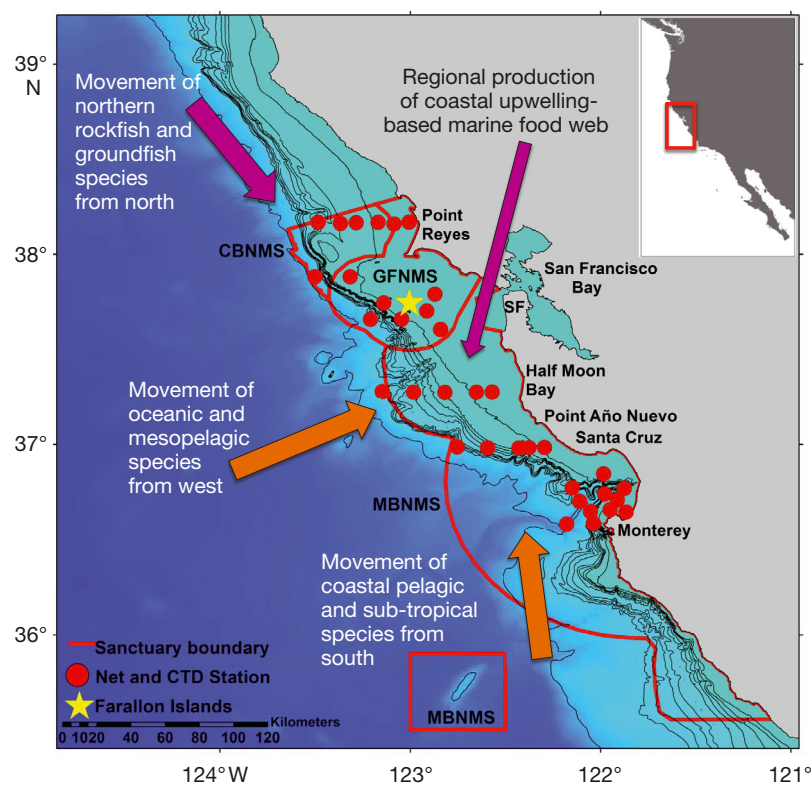 39°
N
38°
37°
36°
Movement of
northern
rockfish and
groundfish
species
from north
Regional production
of coastal upwelling-
based marine food web
Point
Reyes
CBNMS
GFNMS
San Francisco
Bay
SF
Half Moon
Bay
Movement of
oceanic and
mesopelagic
species
from west
Point Año Nuevo
Santa Cruz
MBNMS
Monterey
Movement of
coastal pelagic
and sub-tropical
species from
south
Sanctuary boundary
Net and CTD Station
Farallon Islands
MBNMS
Kilometers
0 1020 40 60 80 100 120
124°W 123° 122° 121°